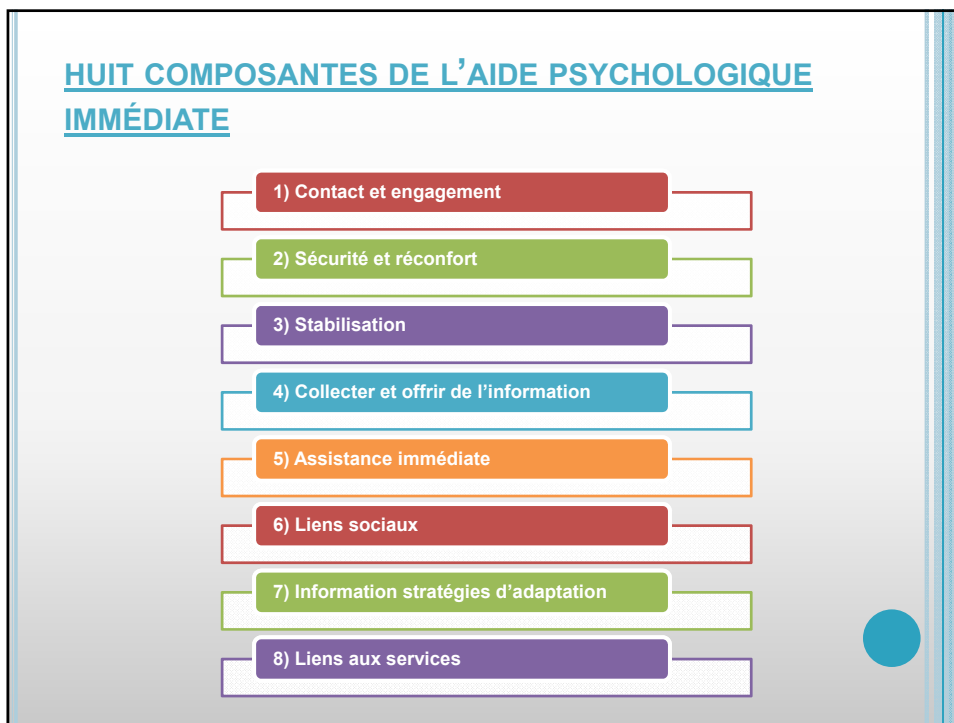 HUIT COMPOSANTES DE L'AIDE PSYCHOLOGIQUE
IMMÉDIATE
1) Contact et engagement
2) Sécurité et réconfort
3) Stabilisation
4) Collecter et offrir de l'information
5) Assistance immédiate
6) Liens sociaux
7) Information stratégies d'adaptation
8) Liens aux services